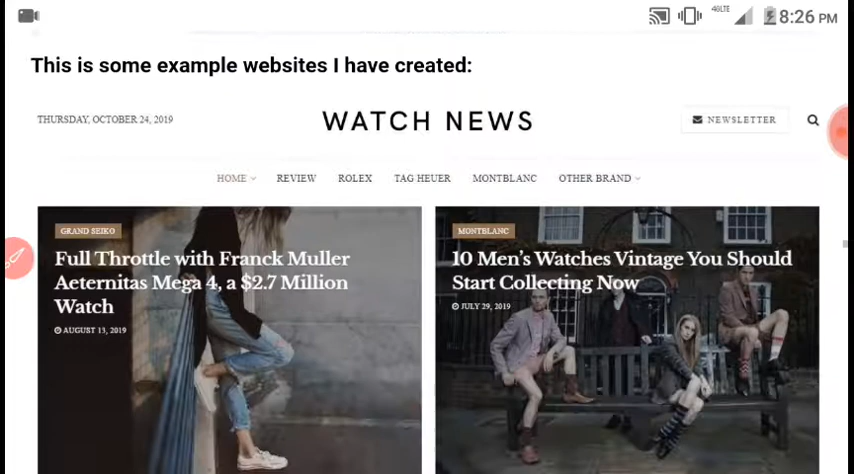 4GLTE 8:26 PM
This is some example websites I have created:
THURSDAY, OCTOBER 24, 2019
WATCH NEWS
NEWSLETTER
HOME REVIEW ROLEX TAG HEUER MONTBLANC OTHER BRAND
GRAND SEIKO
Full Throttle with Franck Muller
Aeternitas Mega 4, a $2.7 Million
Watch
AUGUST 13, 2019
MONTBLANC
10 Men's Watches Vintage You Should
Start Collecting Now
JULY 29, 2019